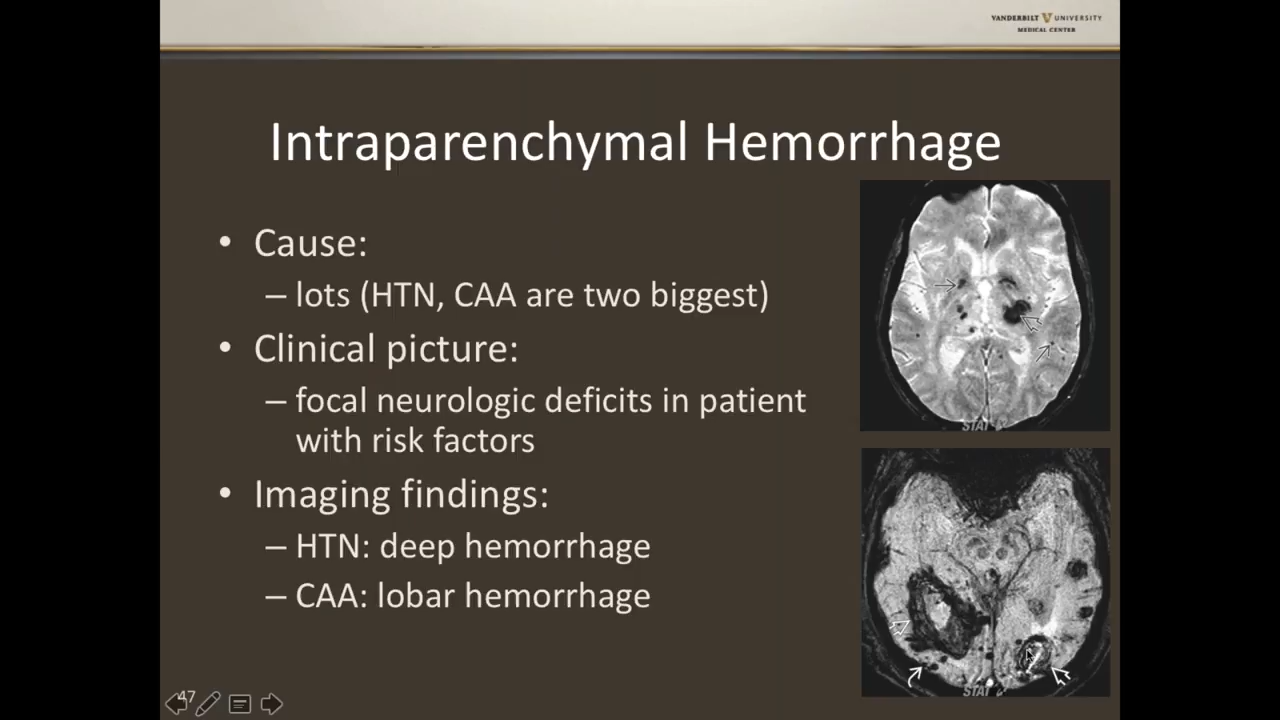 VANDERBILT V UNIVERSITY
MEDICAL CENTER
Intraparenchymal Hemorrhage
• Cause:
– lots (HTN, CAA are two biggest)
• Clinical picture:
– focal neurologic deficits in patient
with risk factors
• Imaging findings:
– HTN: deep hemorrhage
– CAA: lobar hemorrhage
47